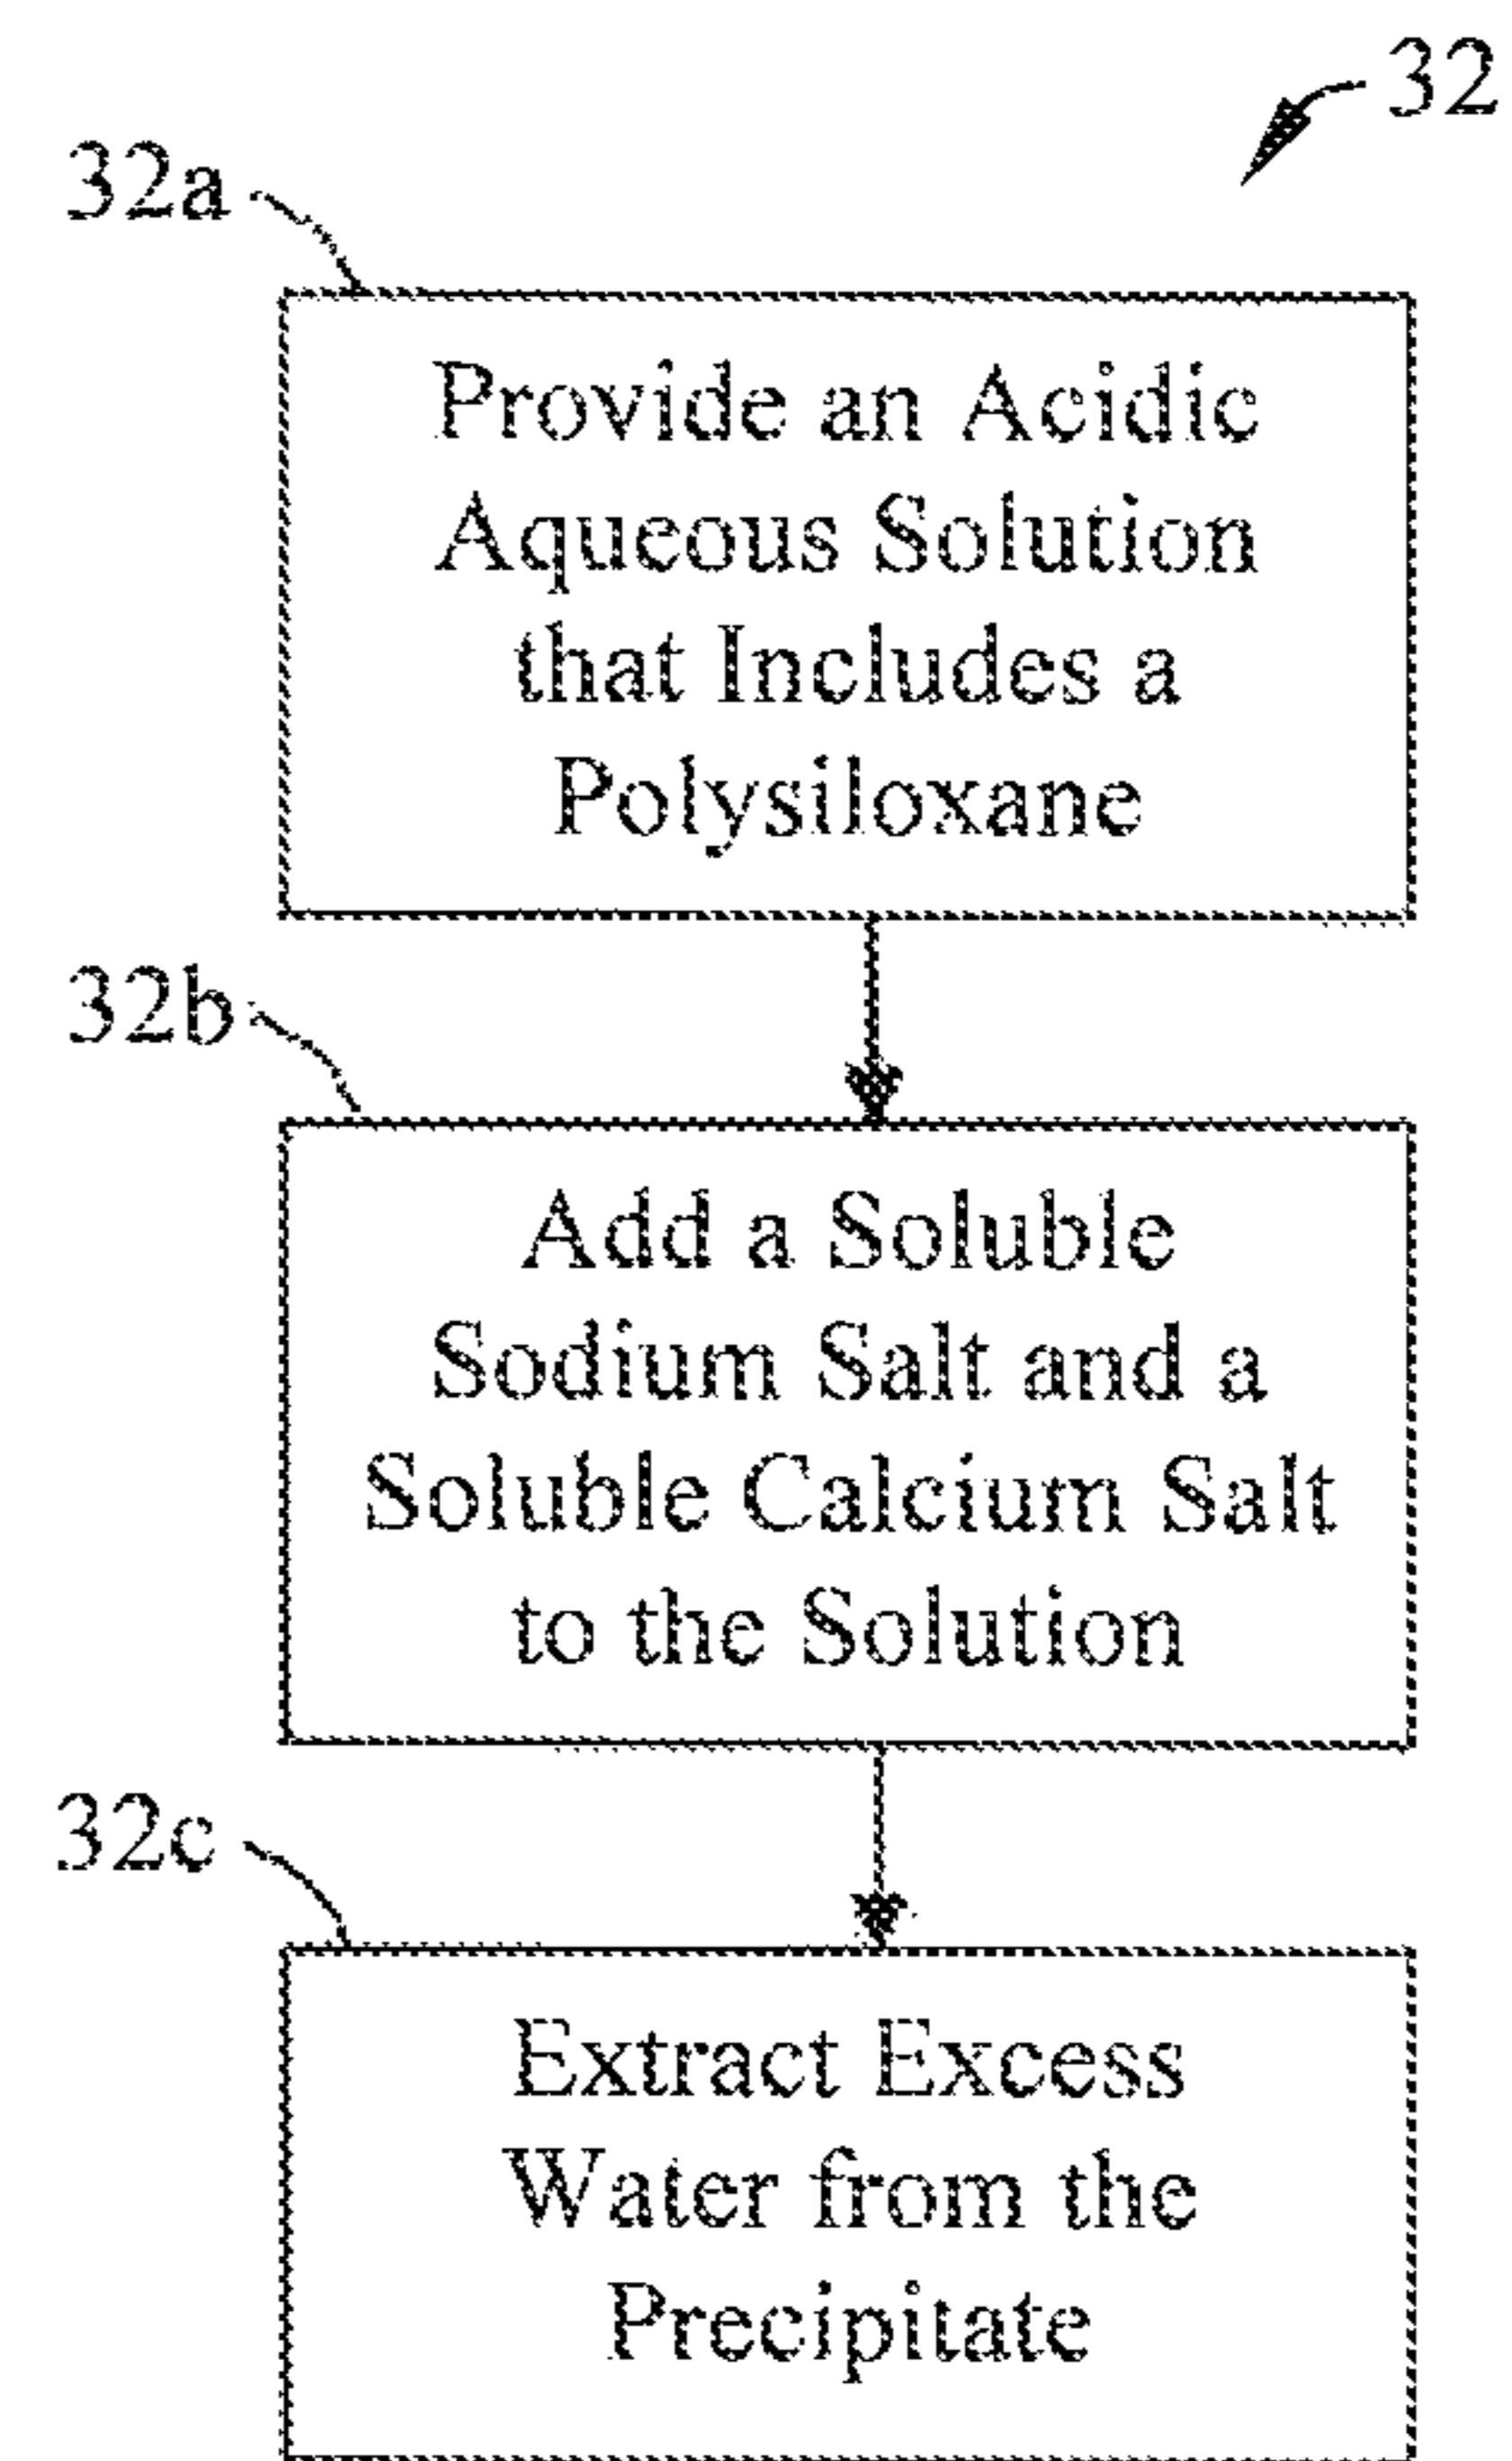 32
32a
Provide an Acidic
Aqueous Solution
that Includes a
Polysiloxane
32b
Add a Soluble
Sodium Salt and a
Soluble Calcium Salt
to the Solution
32c
Extract Excess
Water from the
Precipitate